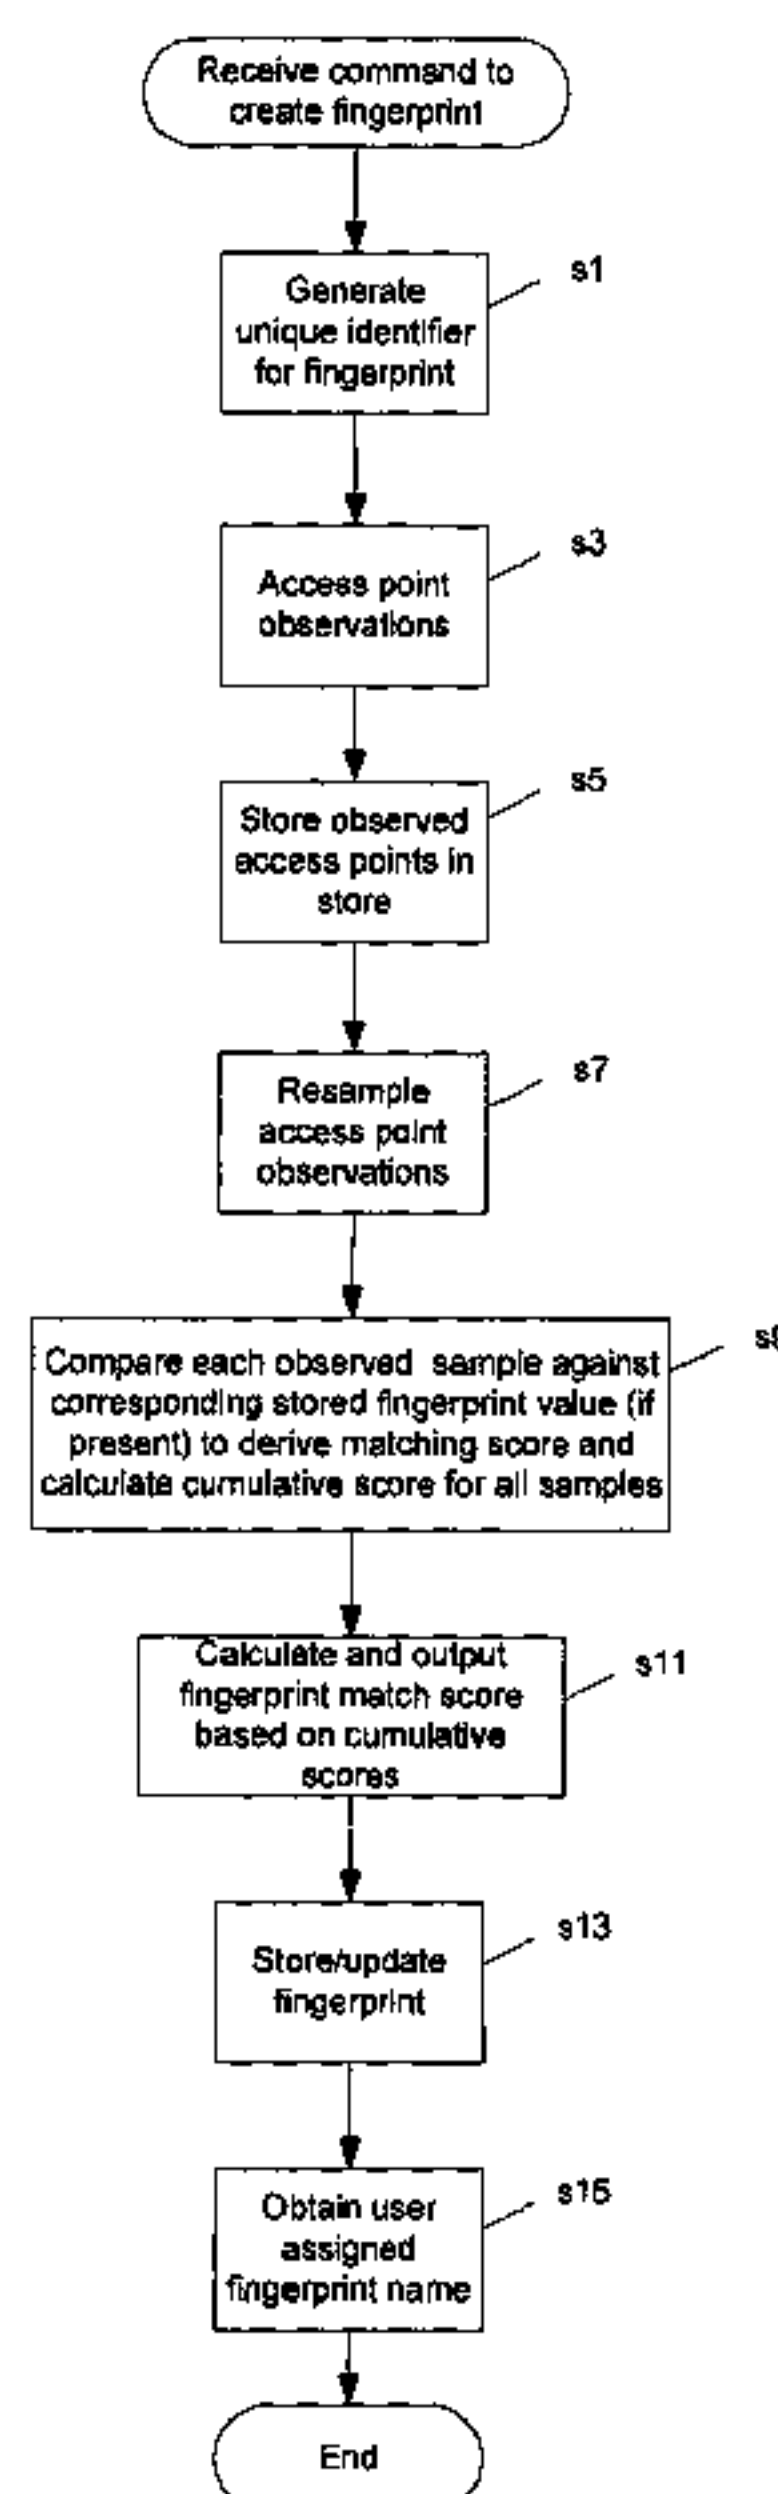 Receive command to
create fingerprint
s1
Generate
unique identifier
for fingerprint
s3
Access point
observations
s5
Store observed
access points in
store
s7
Resample
access point
observations
s9
Compare each observed sample against
corresponding stored fingerprint value (if
present) to derive matching score and
calculate cumulative score for all samples
s11
Calculate and output
fingerprint match score
based on cumulative
scores
s13
Store/update
fingerprint
s15
Obtain user
assigned
fingerprint name
End